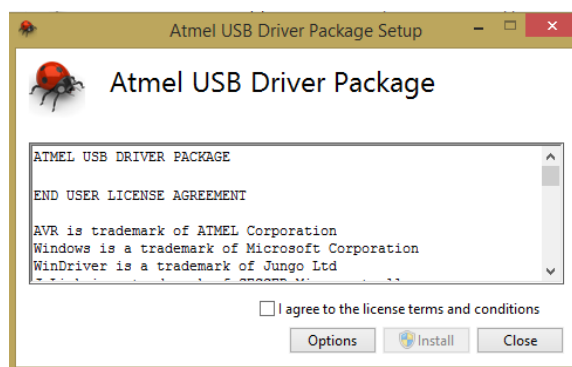 Atmel USB Driver Package Setup
Atmel USB Driver Package
ATMEL USB DRIVER PACKAGE
END USER LICENSE AGREEMENT
AVR is trademark of ATMEL Corporation
Windows is a trademark of Microsoft Corporation
WinDriver is a trademark of Jungo Ltd
I agree to the license terms and conditions
Options
Install
Close